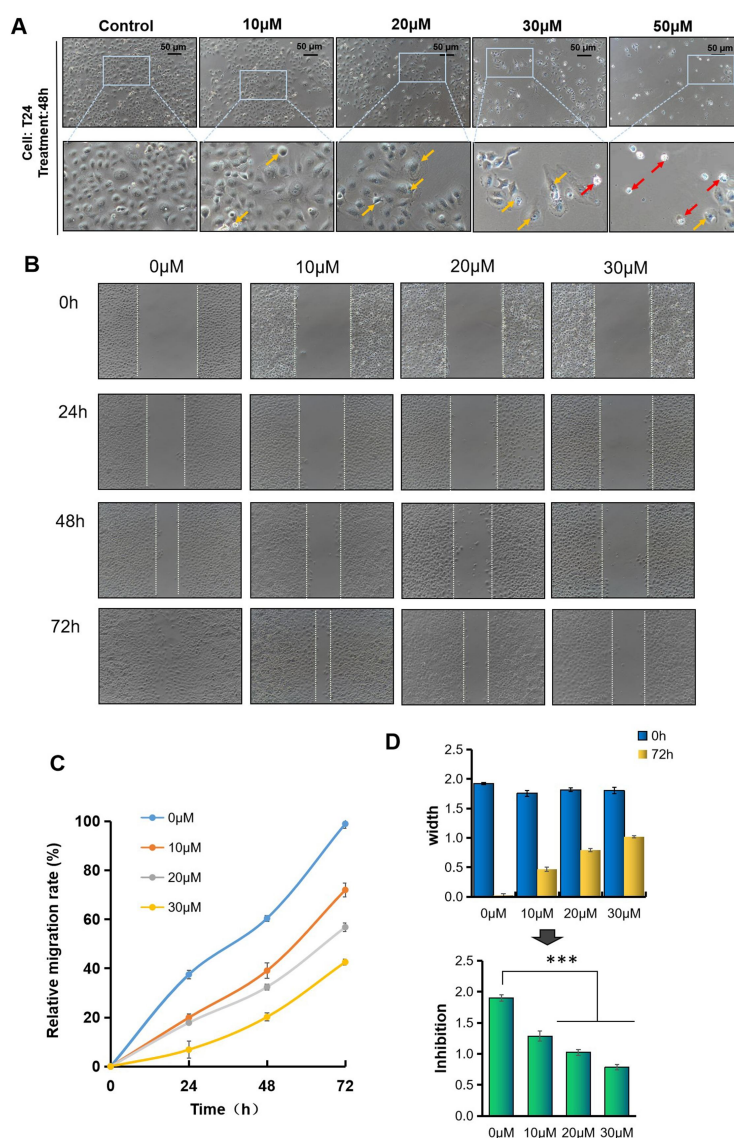 A
Control 10μM 20μM 30μM 50μM
50 μm 50 μm 50 μm 50 μm 50 μm
Cell: T24
Treatment:48h
B
0μM 10μM 20μM 30μM
0h
24h
48h
72h
C
Relative migration rate (%)
100
80
60
40
20
0
0μM
10μM
20μM
30μM
0 24 48 72
Time（h）
D
0h
72h
width
2.5
2.0
1.5
1.0
0.5
0.0
0μM 10μM 20μM 30μM
Inhibition
2.5
2.0
1.5
1.0
0.5
0.0
***
0μM 10μM 20μM 30μM